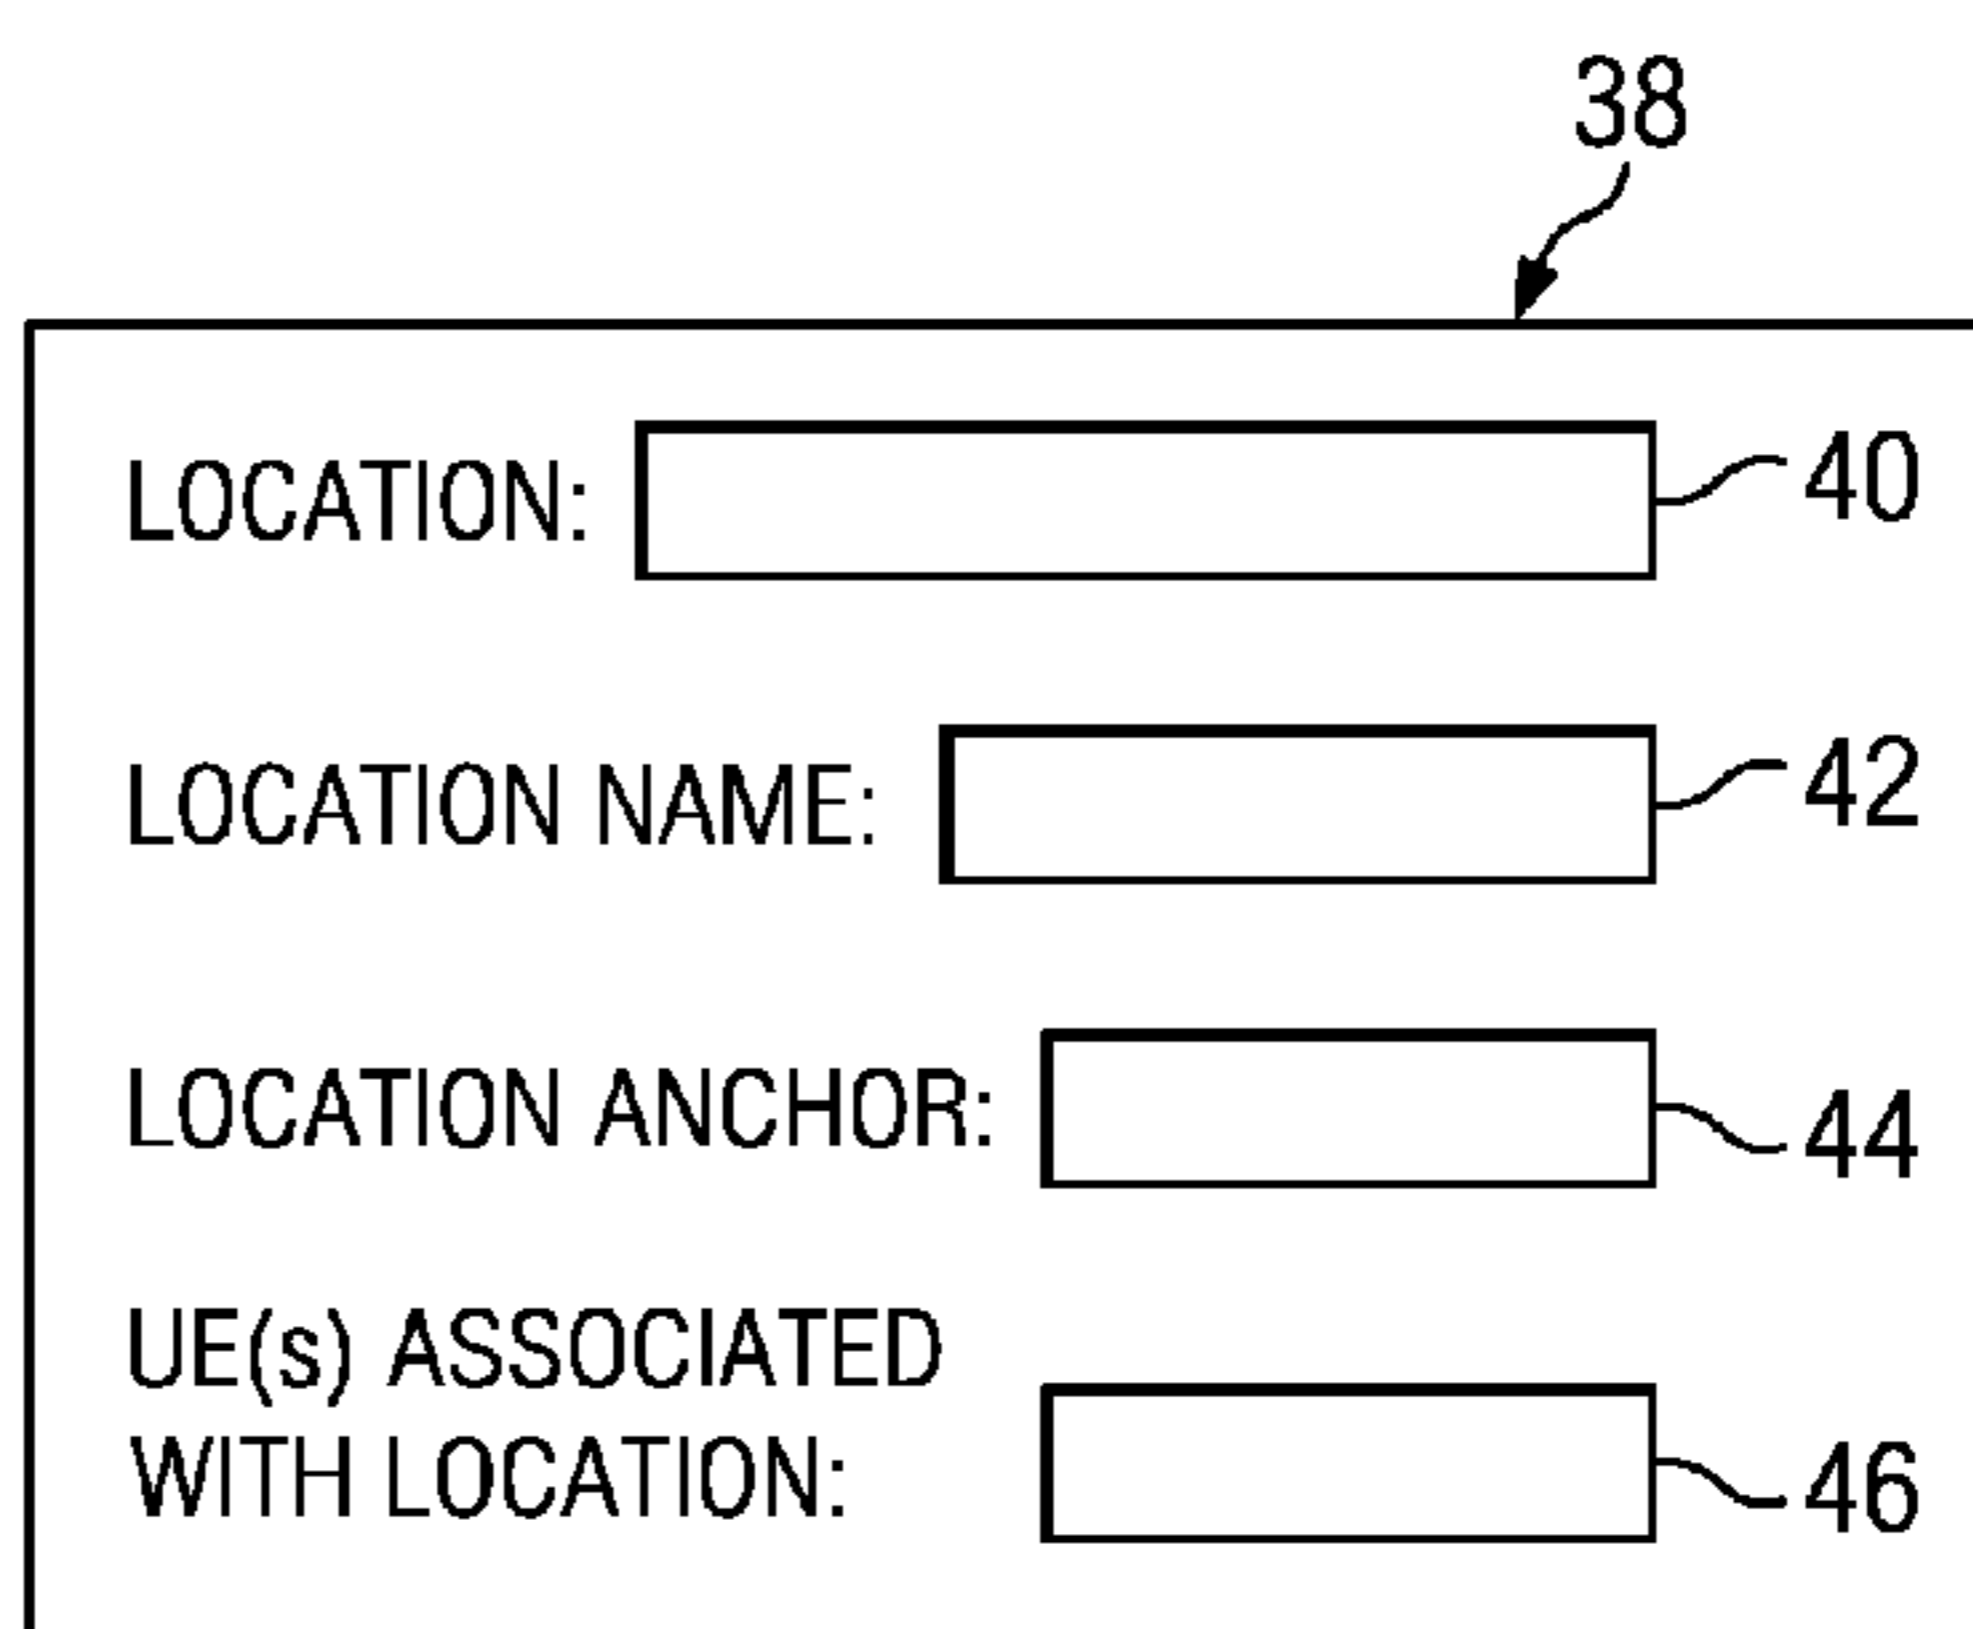 38
LOCATION: 40
LOCATION NAME: 42
LOCATION ANCHOR: 44
UE(s) ASSOCIATED
WITH LOCATION: 46